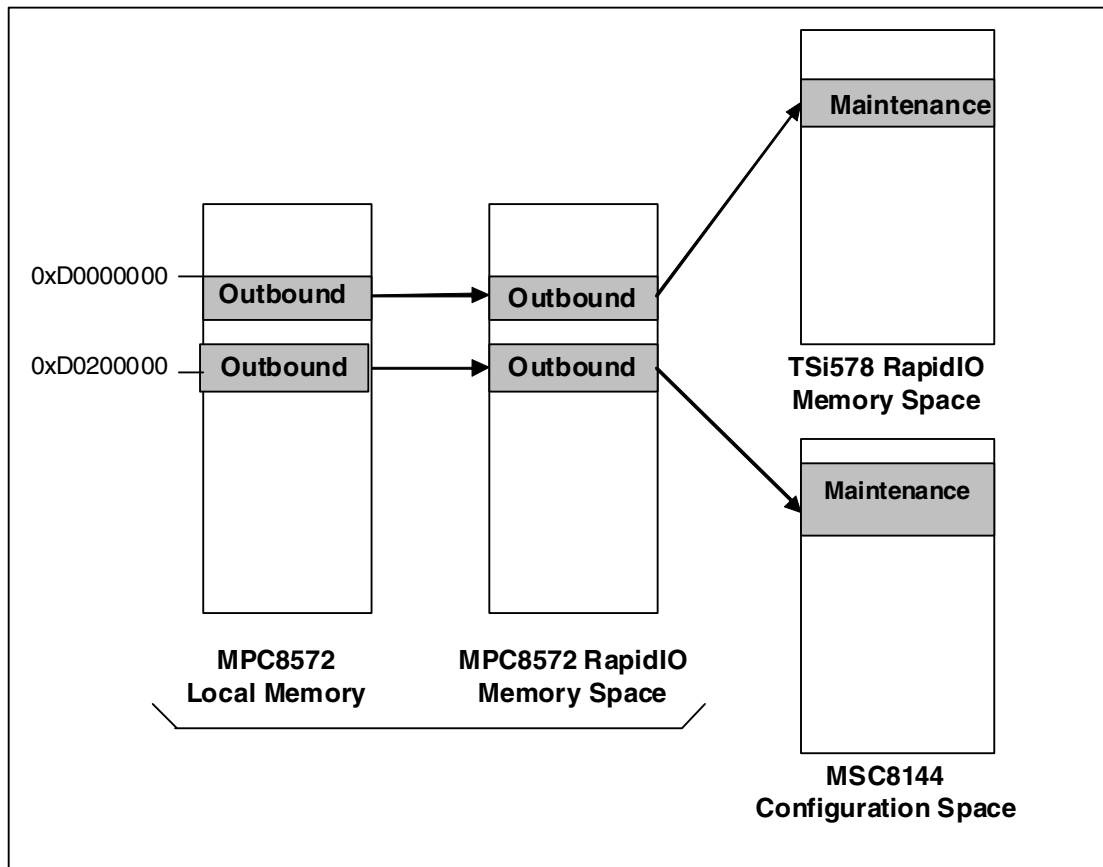 Maintenance
0xD0000000
Outbound
Outbound
0xD0200000
Outbound
Outbound
TSi578 RapidIO
Memory Space
Maintenance
MPC8572
Local Memory
MPC8572 RapidIO
Memory Space
MSC8144
Configuration Space